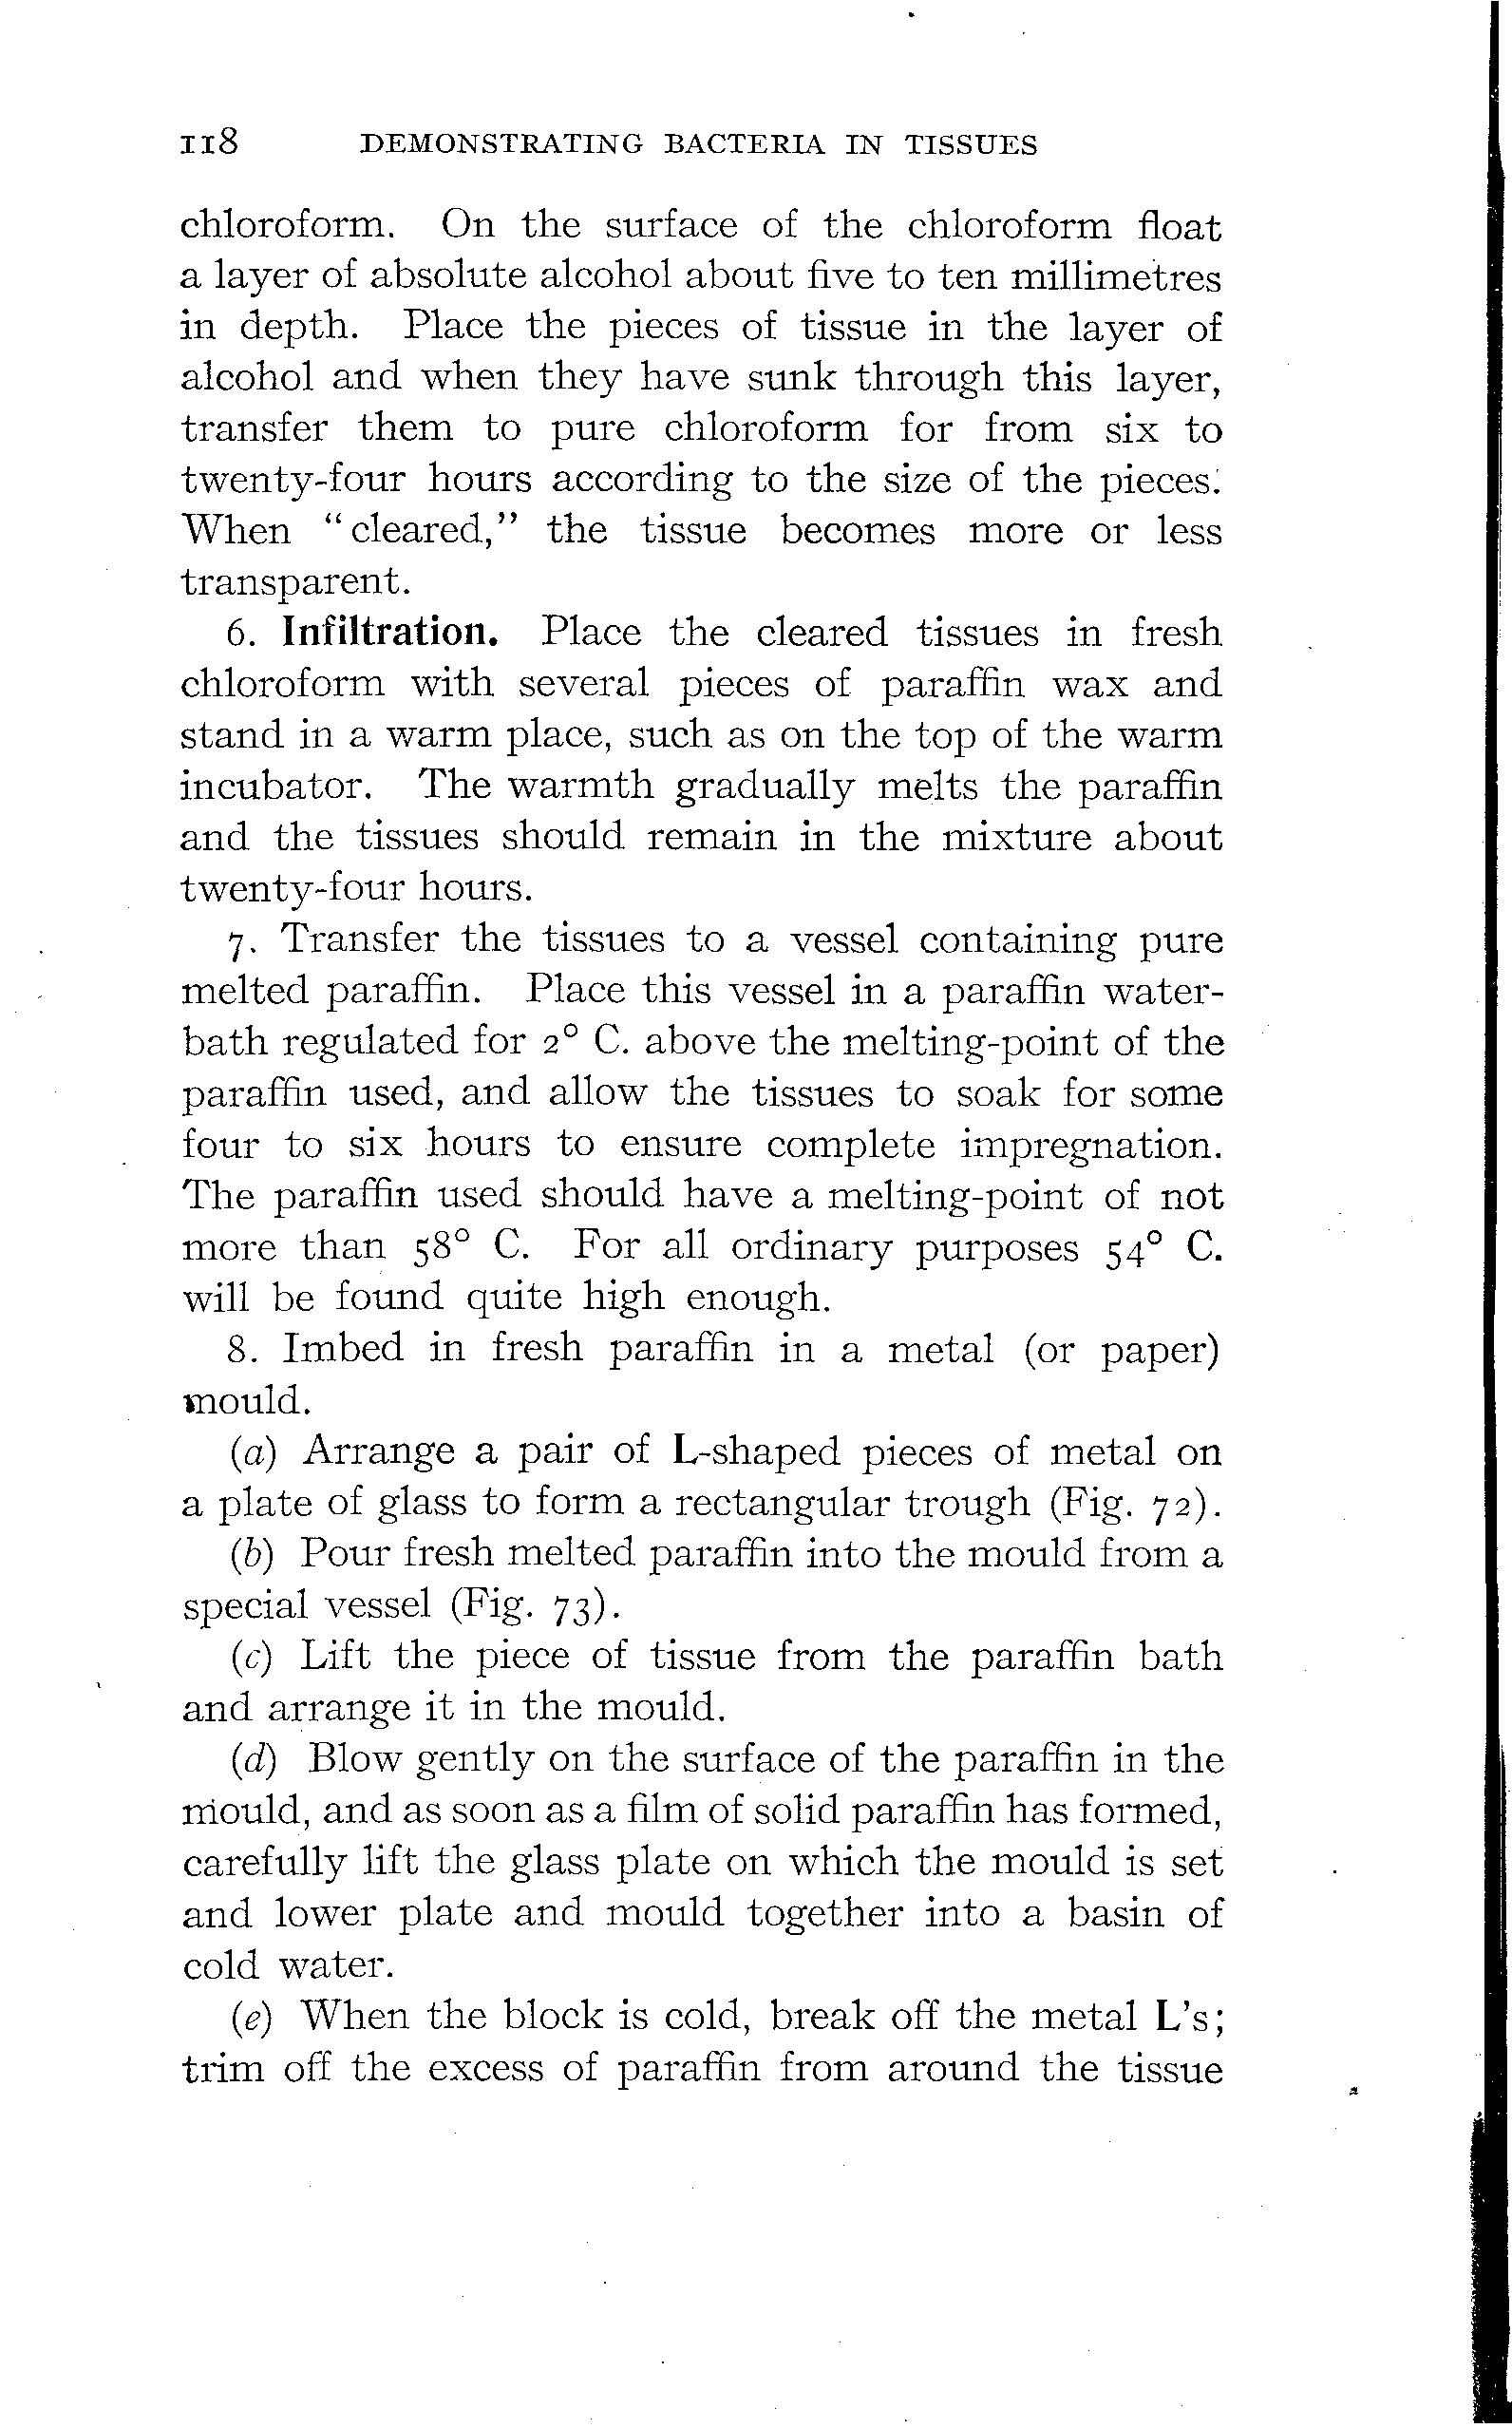 118 DEMONSTRATING BACTERIA IN TISSUES
chloroform. On the surface of the chloroform float
a layer of absolute alcohol about five to ten millimetres
in depth. Place the pieces of tissue in the layer of
alcohol and when they have sunk through this layer,
transfer them to pure chloroform for from six to
twenty-four hours according to the size of the pieces.
When "cleared," the tissue becomes more or less
transparent.
6. Infiltration. Place the cleared tissues in fresh
chloroform with several pieces of paraffin wax and
stand in a warm place, such as on the top of the warm
incubator. The warmth gradually melts the paraffin
and the tissues should remain in the mixture about
twenty-four hours.
7. Transfer the tissues to a vessel containing pure
melted paraffin. Place this vessel in a paraffin water-
bath regulated for 2° C. above the melting-point of the
paraffin used, and allow the tissues to soak for some
four to six hours to ensure complete impregnation.
The paraffin used should have a melting-point of not
more than 58° C. For all ordinary purposes 54° C.
will be found quite high enough.
8. Imbed in fresh paraffin in a metal (or paper)
mould.
(a) Arrange a pair of L-shaped pieces of metal on
a plate of glass to form a rectangular trough (Fig. 72).
(b) Pour fresh melted paraffin into the mould from a
special vessel (Fig. 73).
(c) Lift the piece of tissue from the paraffin bath
and arrange it in the mould.
(d) Blow gently on the surface of the paraffin in the
mould, and as soon as a film of solid paraffin has formed,
carefully lift the glass plate on which the mould is set
and lower plate and mould together into a basin of
cold water.
(e) When the block is cold, break off the metal L's;
trim off the excess of paraffin from around the tissue